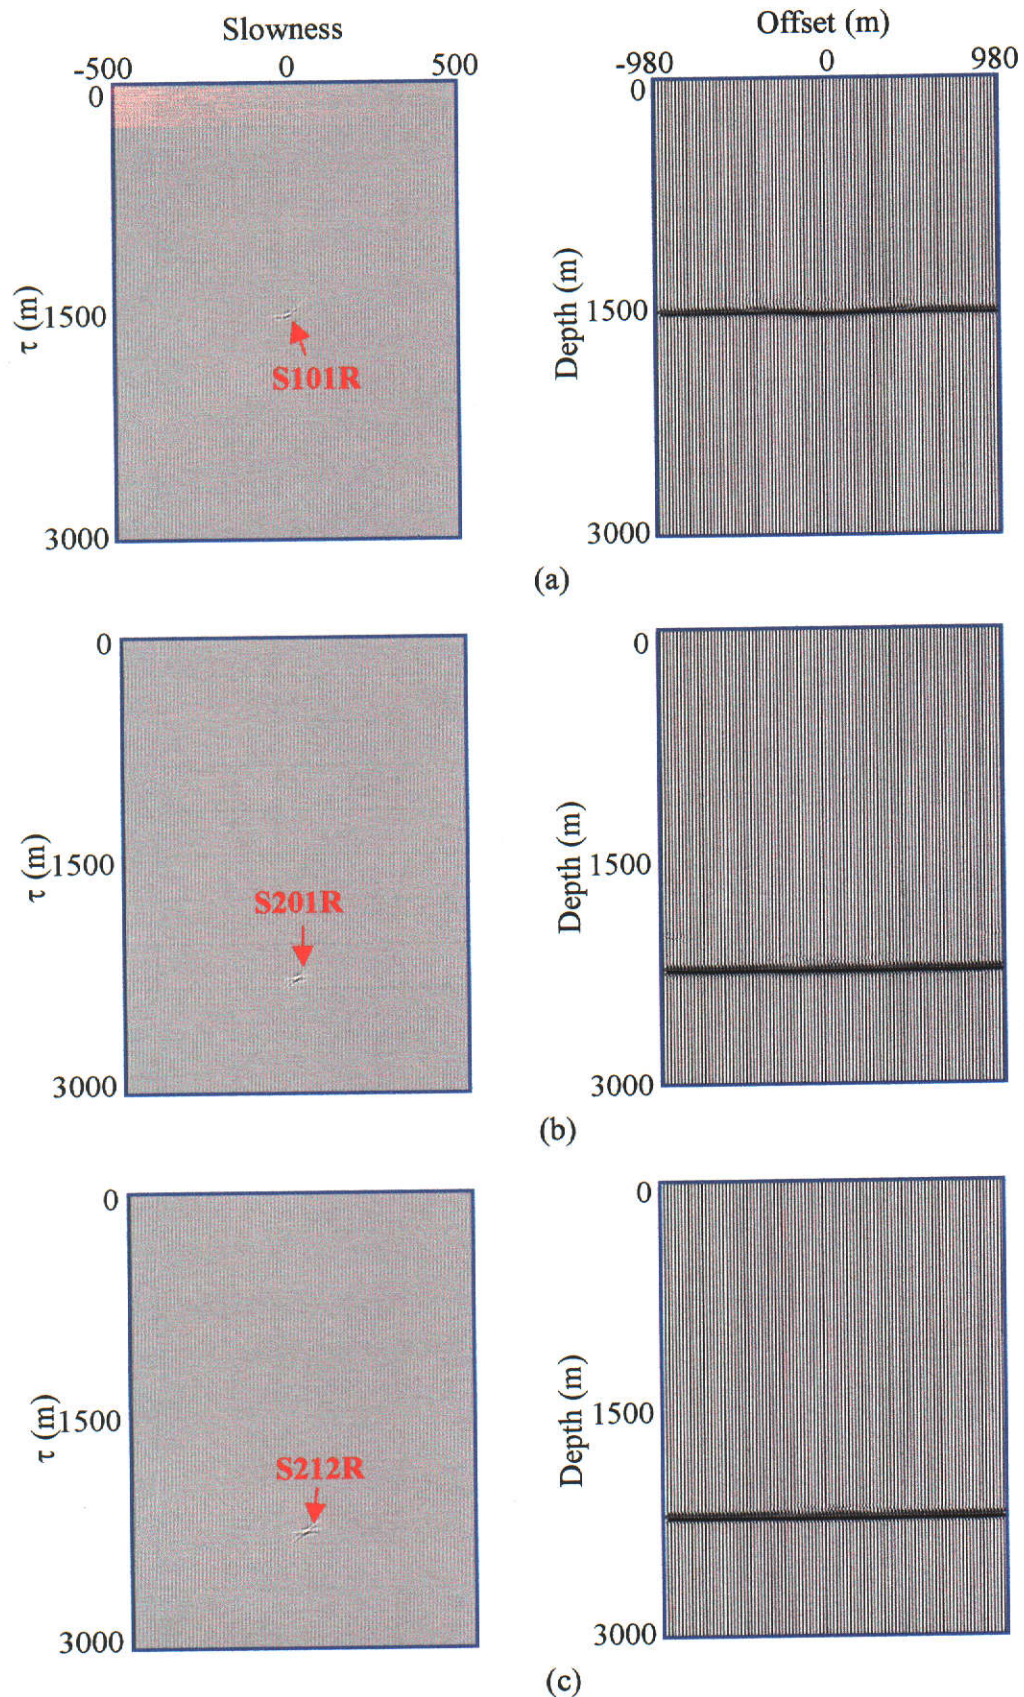 Slowness
-500 0 500
0
τ (m)
1500
S101R
3000
Offset (m)
-980 0 980
0
Depth (m)
1500
3000
(a)
0
τ (m)
1500
S201R
3000
0
Depth (m)
1500
3000
(b)
0
τ (m)
1500
S212R
3000
0
Depth (m)
1500
3000
(c)